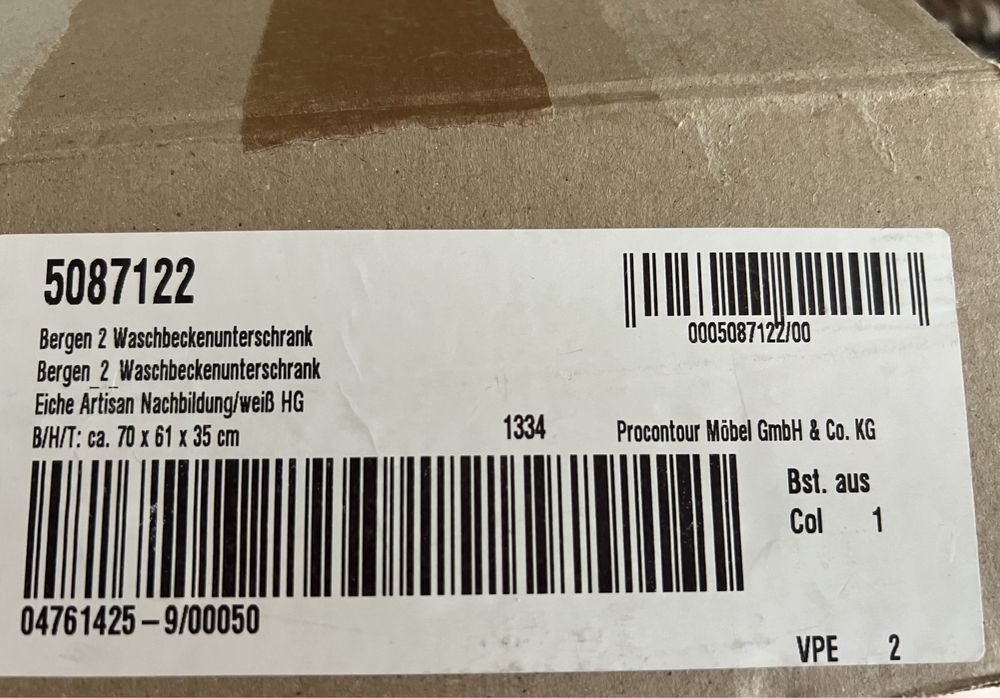 5087122
0005087122/00
Bergen 2 Waschbeckenunterschrank
Bergen_2_Waschbeckenunterschrank
Eiche Artisan Nachbildung/weiß HG
B/H/T: ca. 70 x 61 x 35 cm
1334
Procontour Möbel GmbH & Co. KG
Bst. aus
Col 1
04761425-9/00050
VPE 2